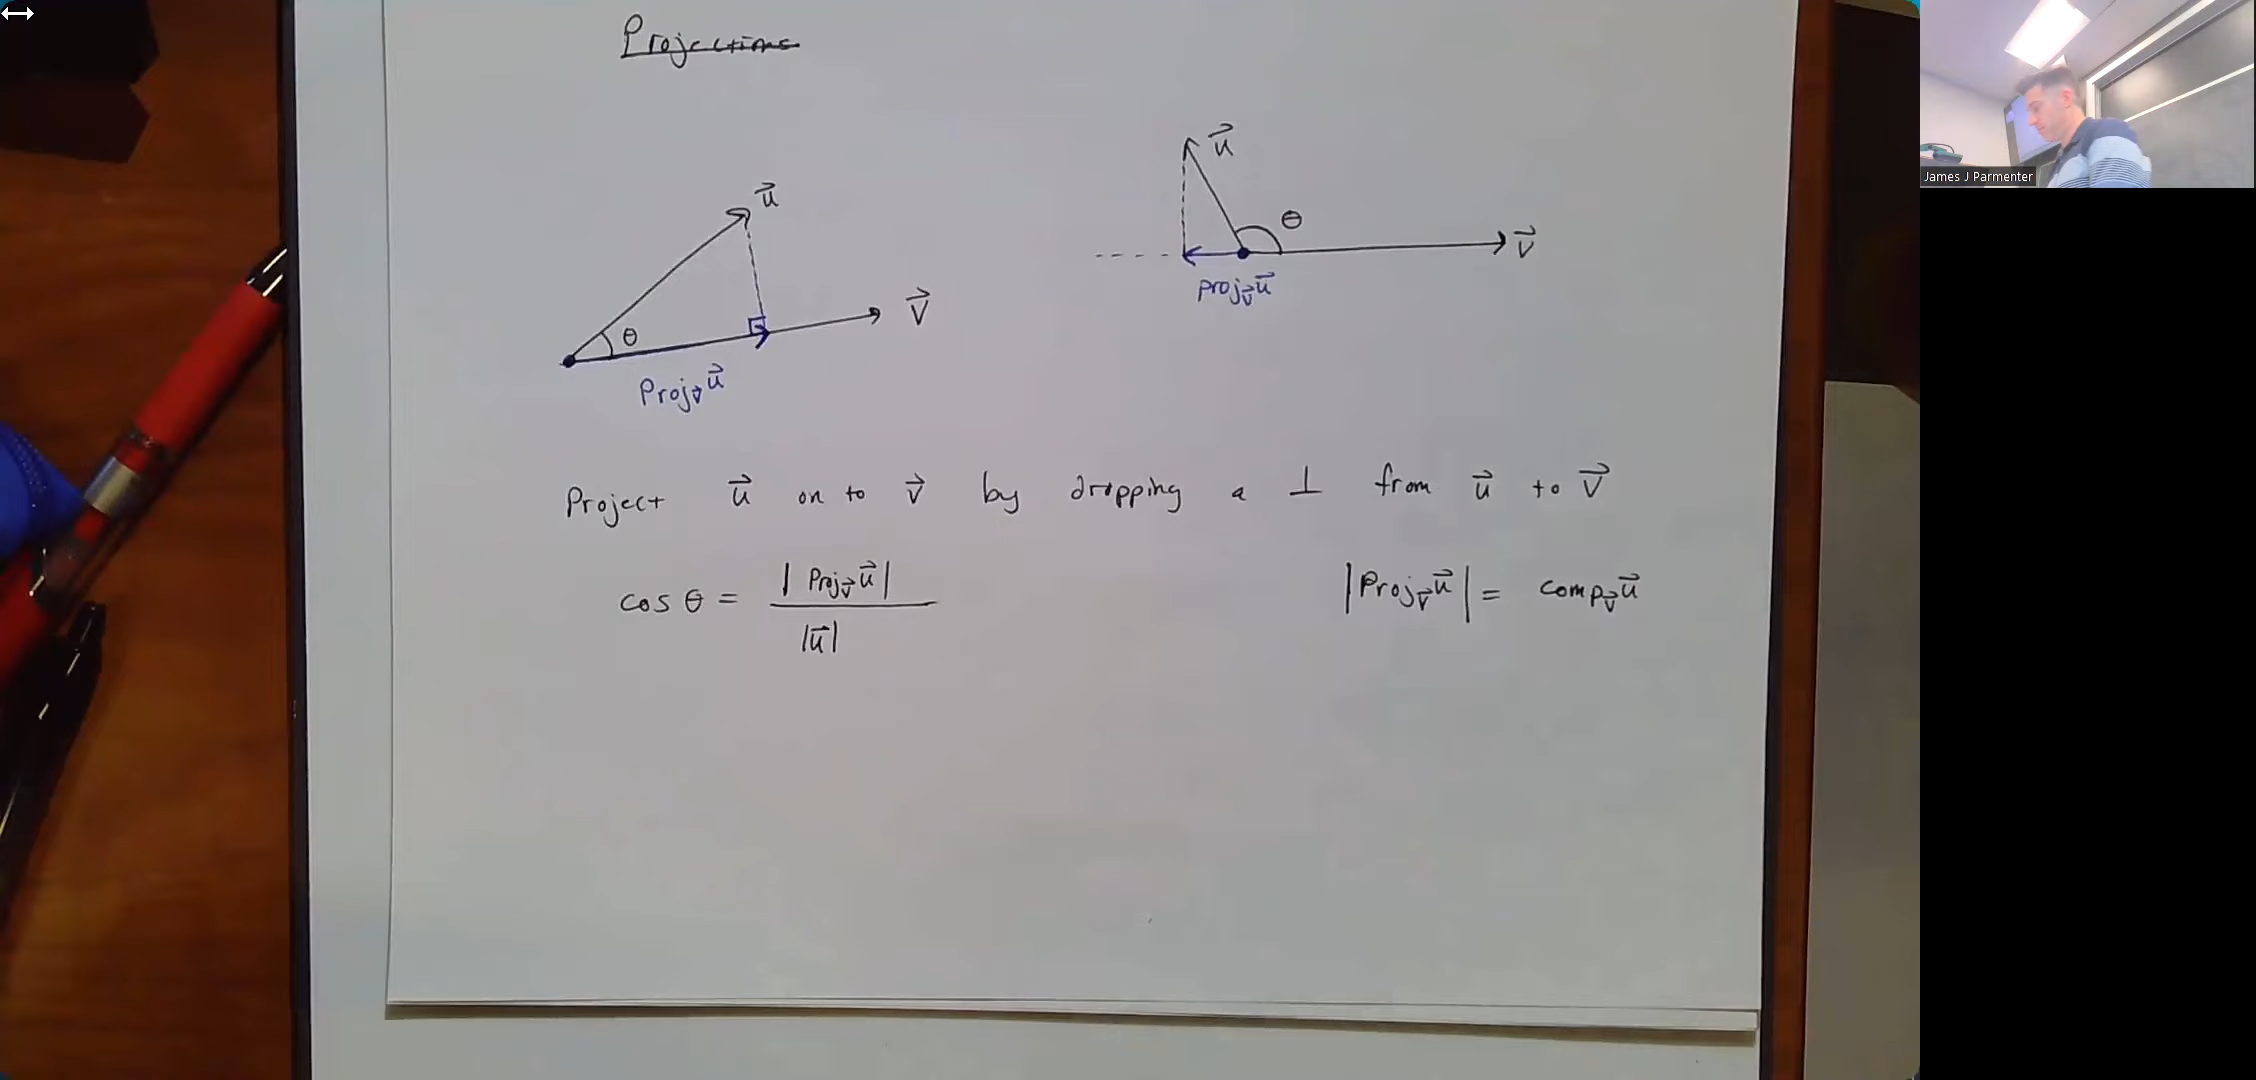 Projections
u⃗
θ
v⃗
Proj_v⃗ u⃗
u⃗
θ
v⃗
proj_v⃗ u⃗
Project u⃗ on to v⃗ by dropping a ⊥ from u⃗ to v⃗
cos θ = |Proj_v⃗ u⃗| / |u⃗|
|Proj_v⃗ u⃗| = comp_v⃗ u⃗
James J Parmenter